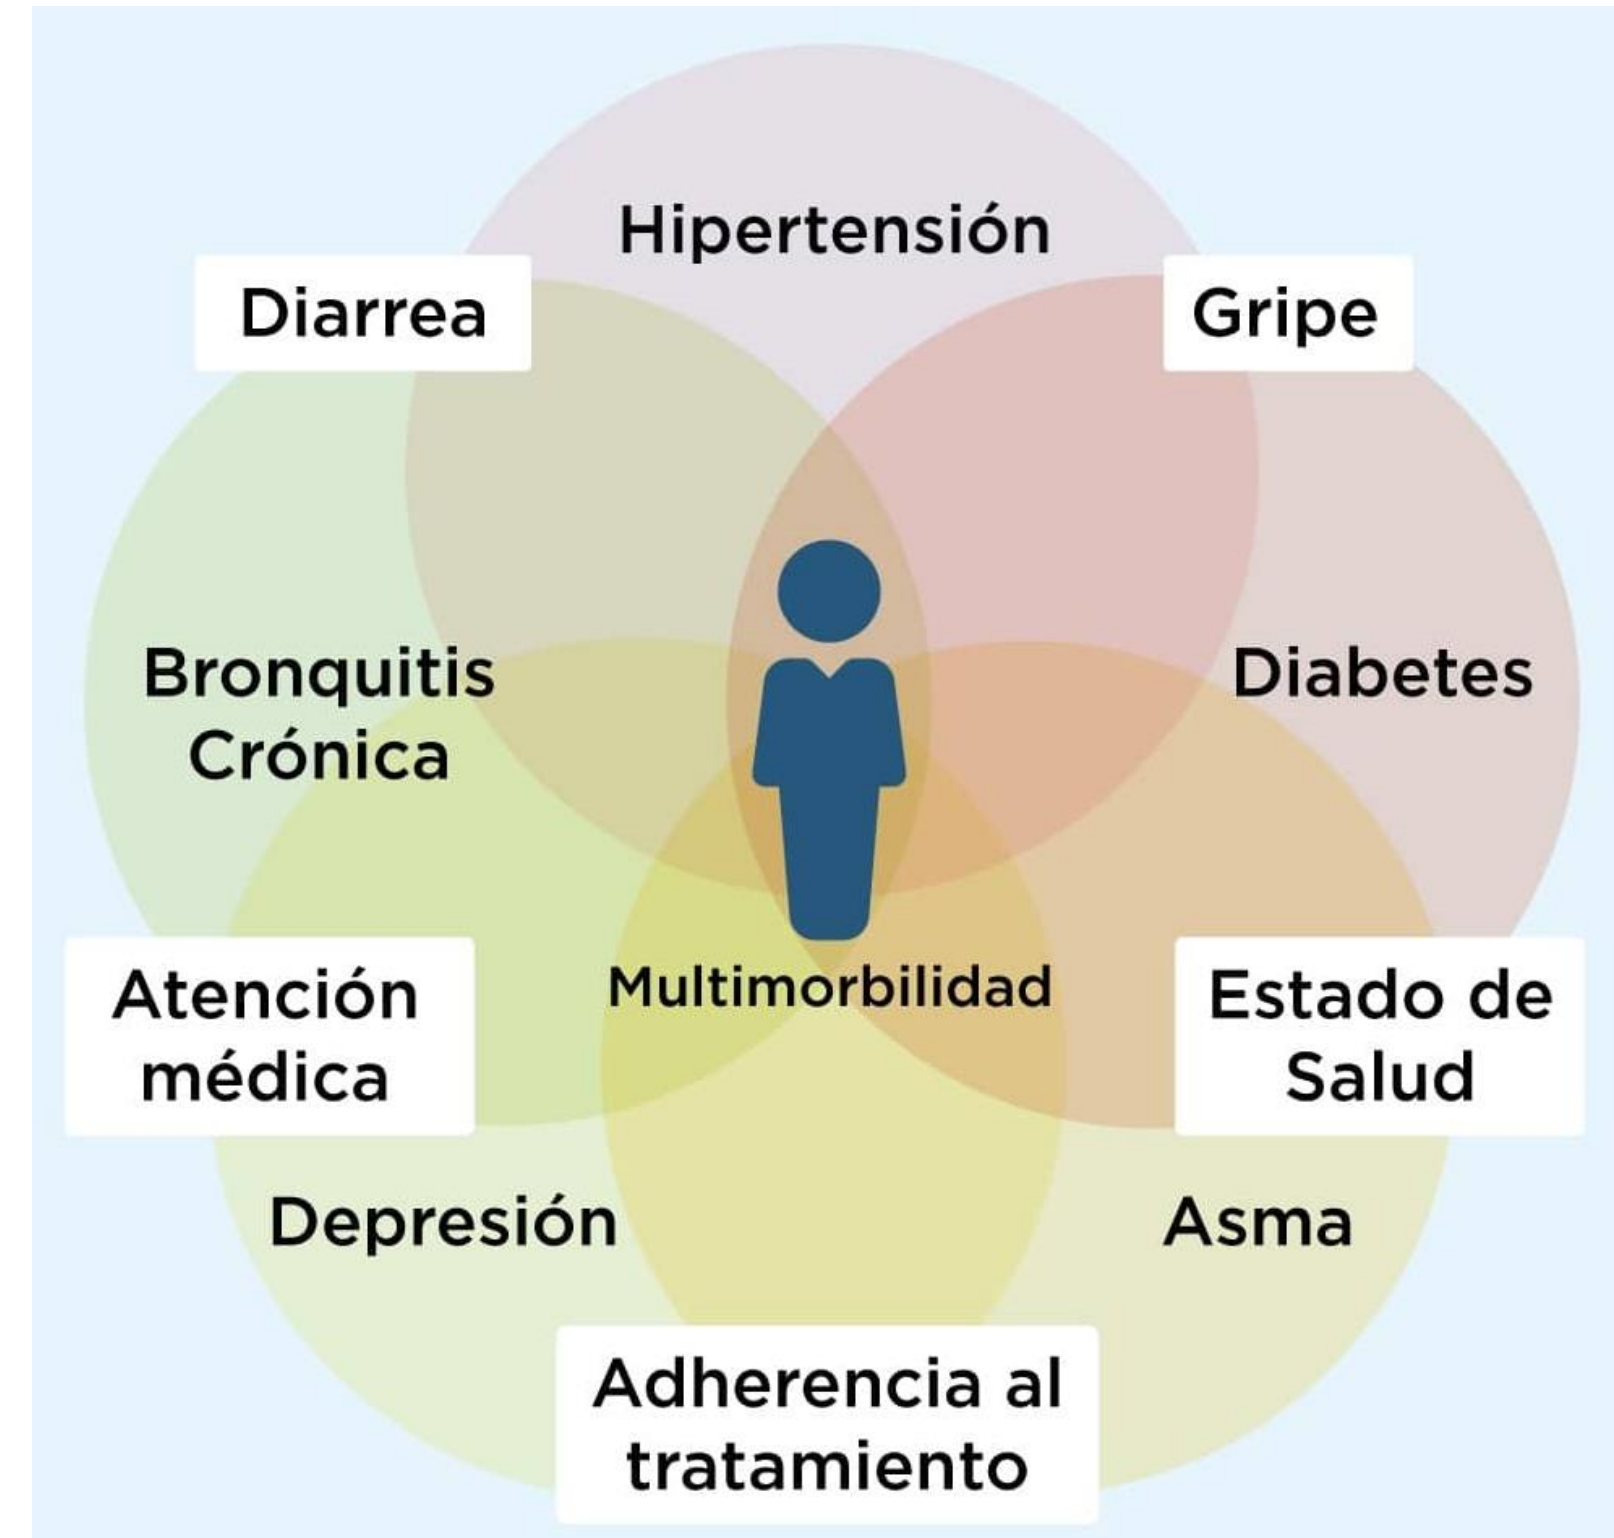 Hipertensión
Diarrea
Gripe
Bronquitis
Crónica
Diabetes
Atención
médica
Multimorbilidad
Estado de
Salud
Depresión
Asma
Adherencia al
tratamiento